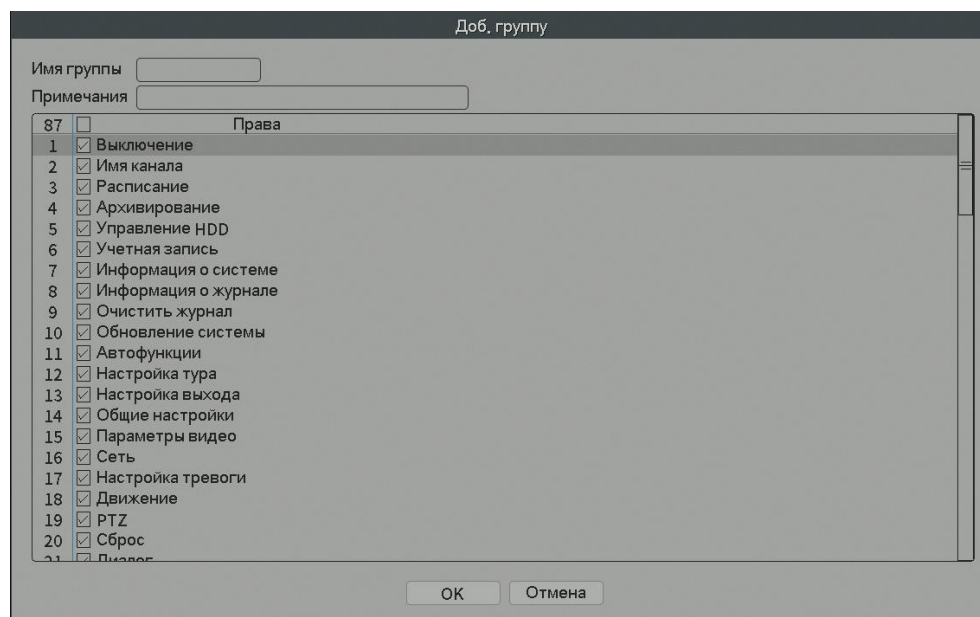 Доб. группу
Имя группы
Примечания
87 Права
1 Выключение
2 Имя канала
3 Расписание
4 Архивирование
5 Управление HDD
6 Учетная запись
7 Информация о системе
8 Информация о журнале
9 Очистить журнал
10 Обновление системы
11 Автофункции
12 Настройка тура
13 Настройка выхода
14 Общие настройки
15 Параметры видео
16 Сеть
17 Настройка тревоги
18 Движение
19 PTZ
20 Сброс
21 Диалог
OK Отмена